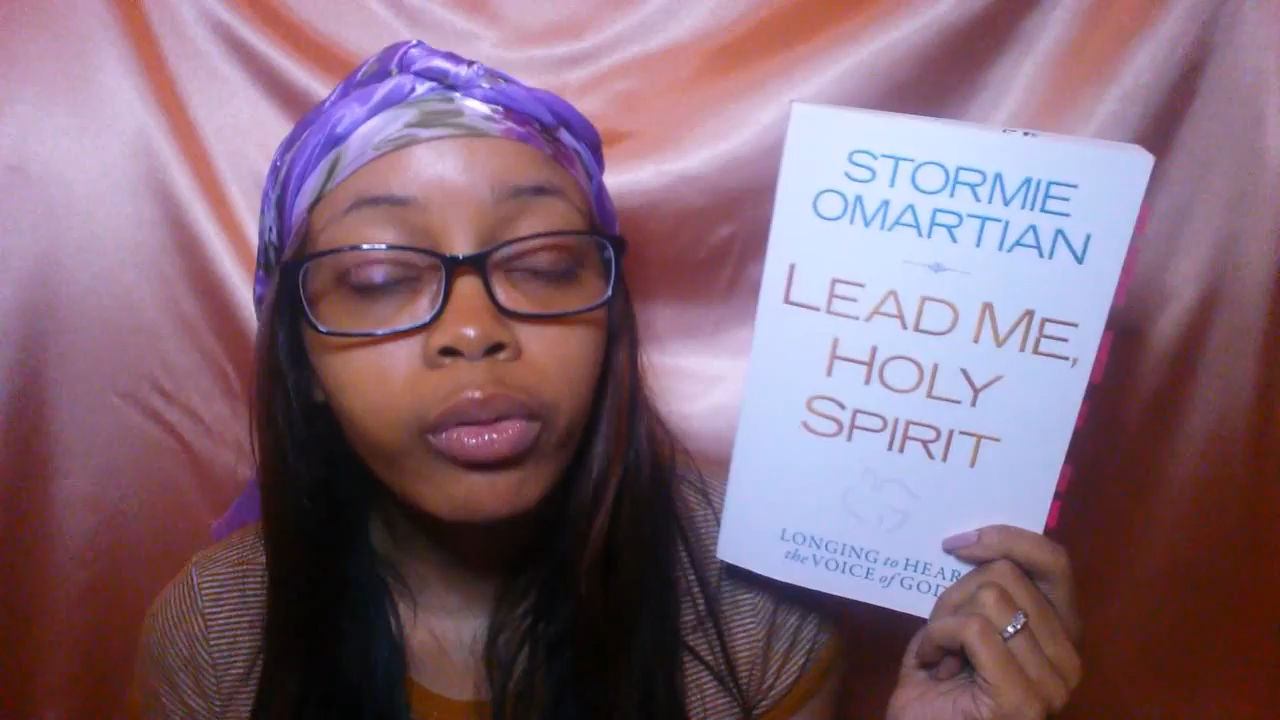 STORMIE
OMARTIAN
LEAD ME,
HOLY
SPIRIT
LONGING to HEAR
the VOICE of GOD